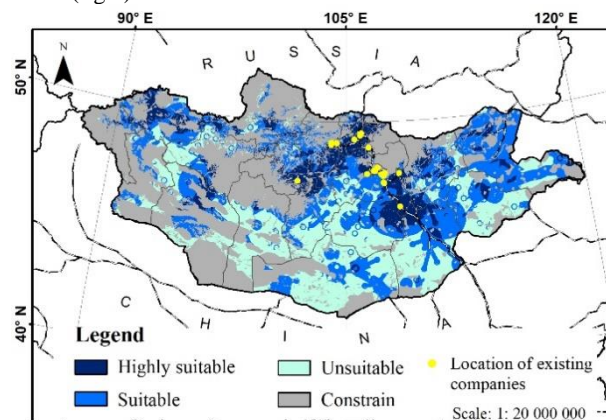 90° E 105° E 120° E
N
R U S S I A
50° N
40° N
C H I N A
Legend
Highly suitable
Unsuitable
Location of existing companies
Suitable
Constrain
Scale: 1: 20 000 000